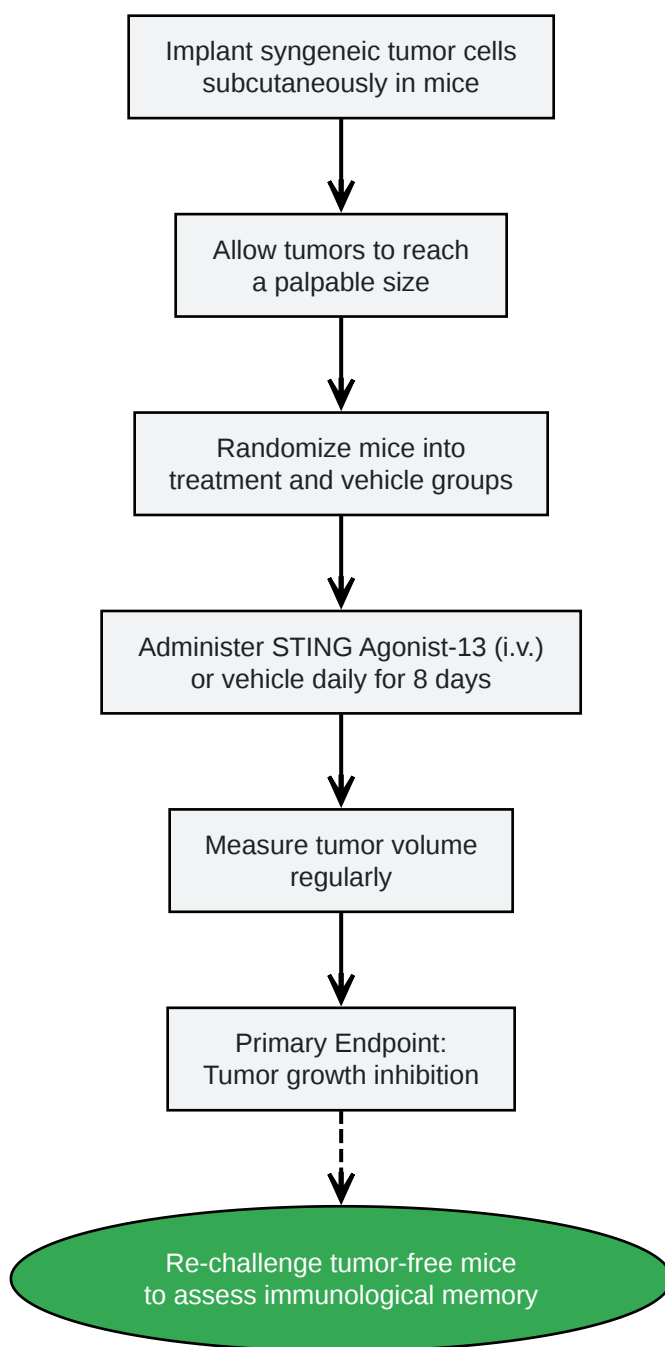 Implant syngeneic tumor cells
subcutaneously in mice
Allow tumors to reach
a palpable size
Randomize mice into
treatment and vehicle groups
Administer STING Agonist-13 (i.v.)
or vehicle daily for 8 days
Measure tumor volume
regularly
Primary Endpoint:
Tumor growth inhibition
Re-challenge tumor-free mice
to assess immunological memory